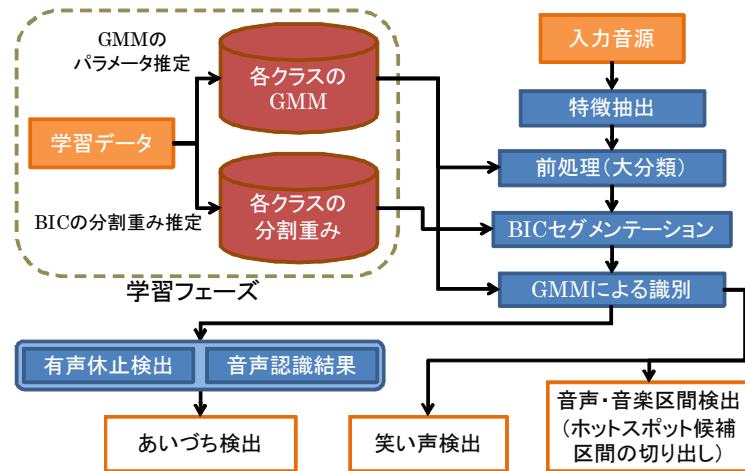 GMMの
パラメータ推定
各クラスの
GMM
学習データ
BICの分割重み推定
各クラスの
分割重み
学習フェーズ
入力音源
特徴抽出
前処理(大分類)
BICセグメンテーション
GMMによる識別
有声休止検出
音声認識結果
あいづち検出
笑い声検出
音声・音楽区間検出
(ホットスポット候補
区間の切り出し)